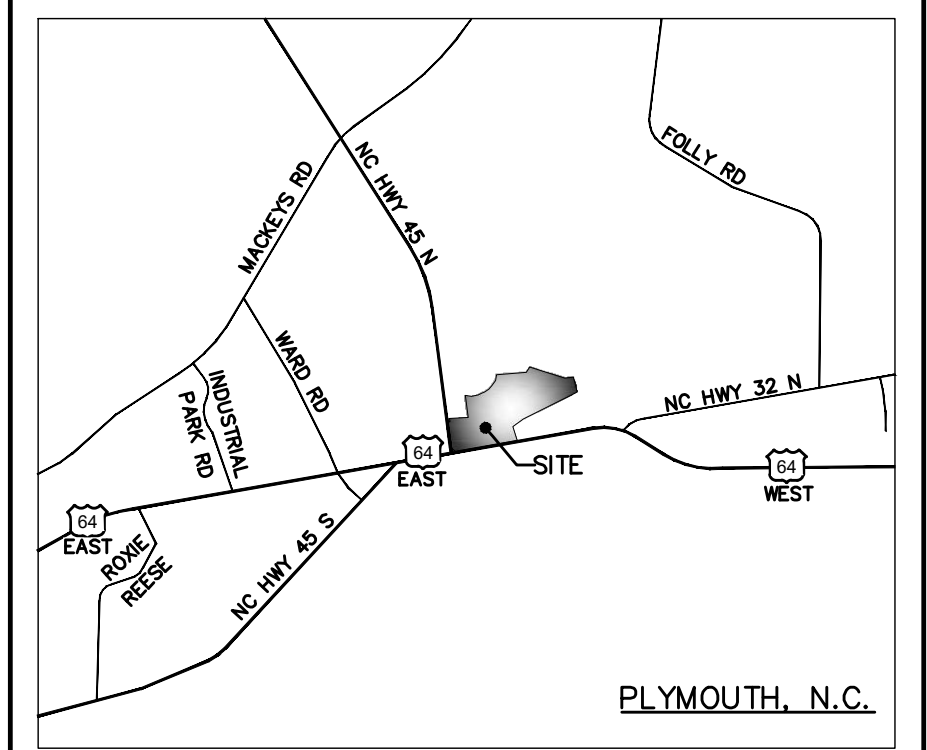 FOLLY RD
NC HWY 45 N
MACKEYS RD
WARD RD
INDUSTRIAL
PARK RD
NC HWY 32 N
64
EAST
SITE
64
WEST
64
EAST
ROXIE
REESE
NC HWY 45 S
PLYMOUTH, N.C.